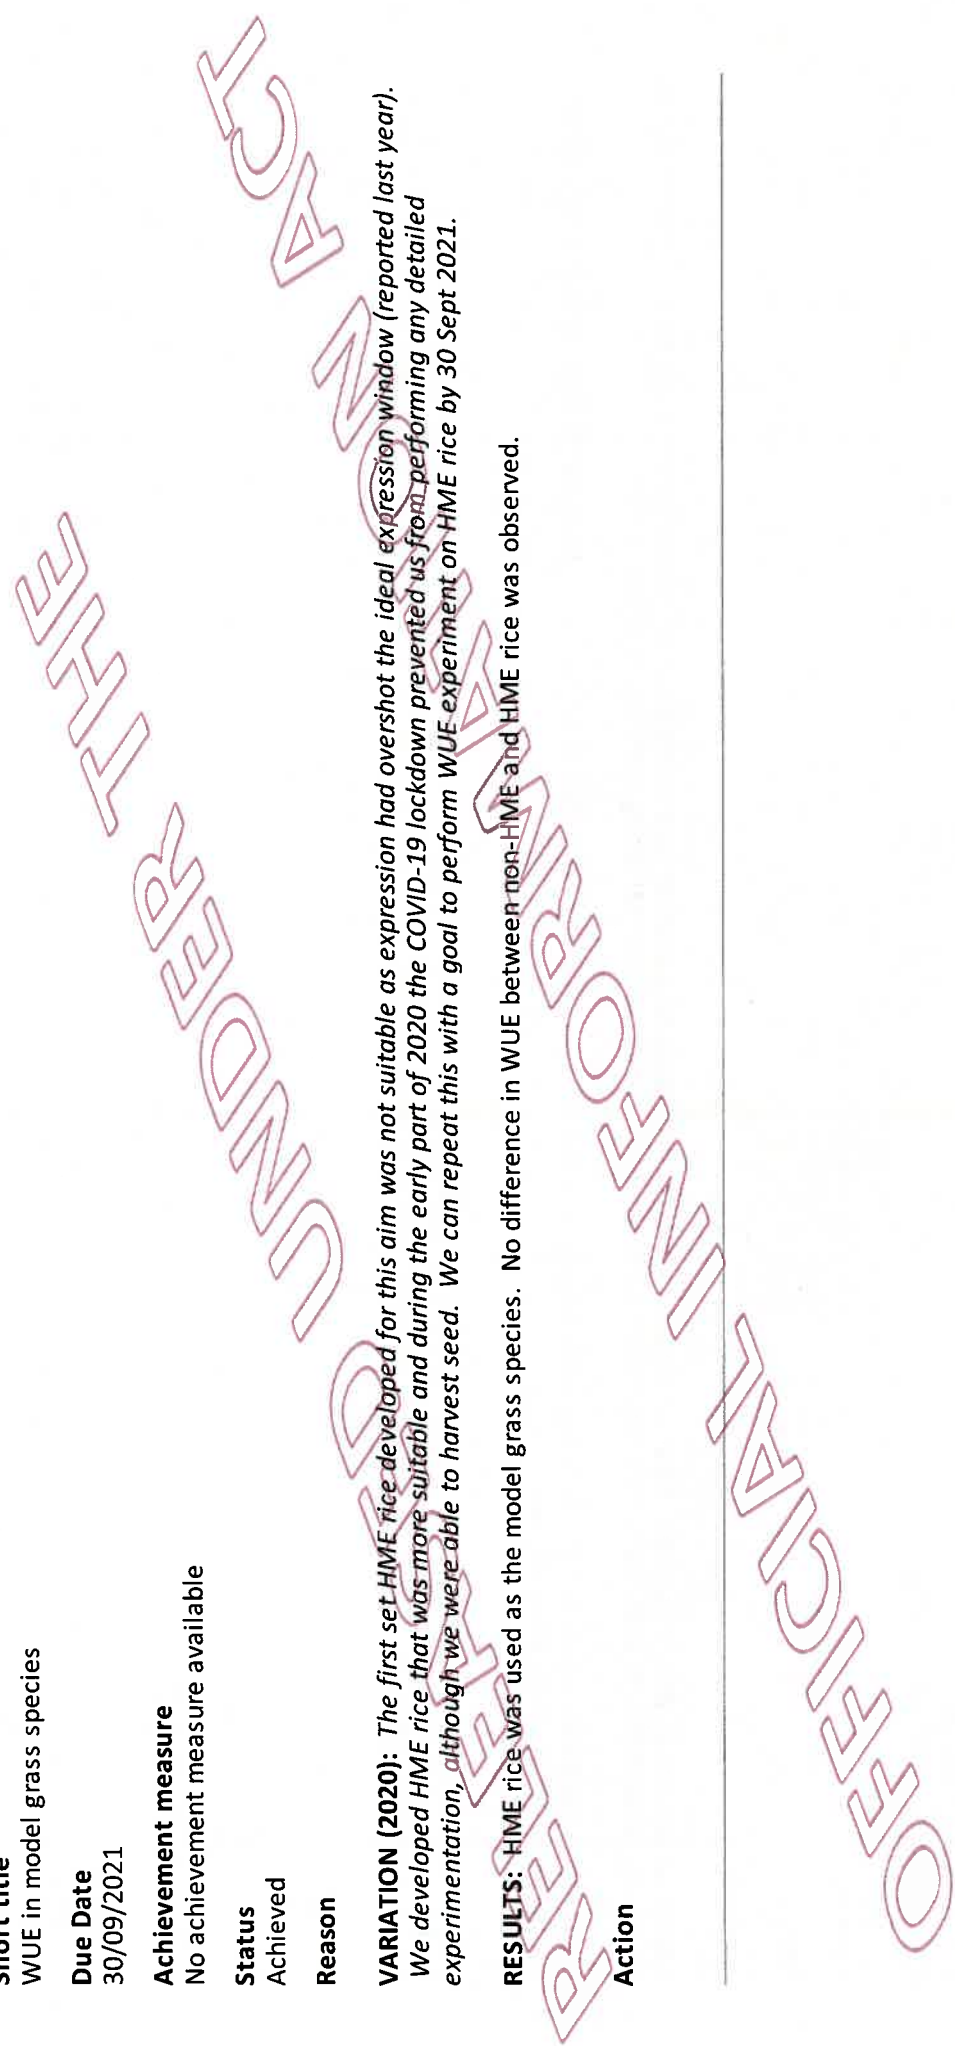 Short title
WUE in model grass species
Due Date
30/09/2021
Achievement measure
No achievement measure available
Status
Achieved
Reason
VARIATION (2020): The first set HME rice developed for this aim was not suitable as expression had overshot the ideal expression window (reported last year).
We developed HME rice that was more suitable and during the early part of 2020 the COVID-19 lockdown prevented us from performing any detailed
experimentation, although we were able to harvest seed. We can repeat this with a goal to perform WUE experiment on HME rice by 30 Sept 2021.
RESULTS: HME rice was used as the model grass species. No difference in WUE between non-HME and HME rice was observed.
Action
RELEASED UNDER THE
OFFICIAL INFORMATION ACT